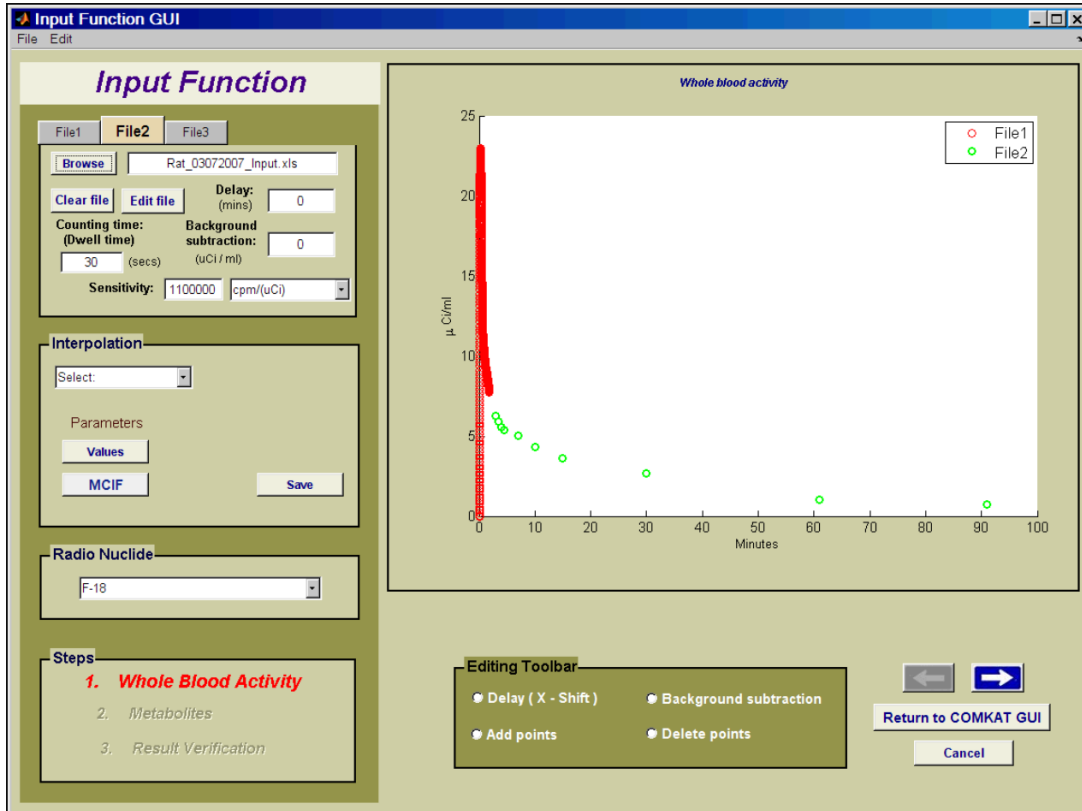 Input Function GUI
File Edit
Input Function
File1 File2 File3
Browse Rat_03072007_Input.xls
Clear file Edit file Delay: (mins) 0
Counting time: (Dwell time) 30 (secs)
Background subtraction: (uCi / ml) 0
Sensitivity: 1100000 cpm/(uCi)
Interpolation
Select:
Parameters
Values
MCIF Save
Radio Nuclide
F-18
Steps
1. Whole Blood Activity
2. Metabolites
3. Result Verification
Whole blood activity
File1
File2
25
20
15
10
5
0
μ Ci/ml
0 10 20 30 40 50 60 70 80 90 100
Minutes
Editing Toolbar
Delay ( X - Shift ) Background subtraction
Add points Delete points
Return to COMKAT GUI
Cancel